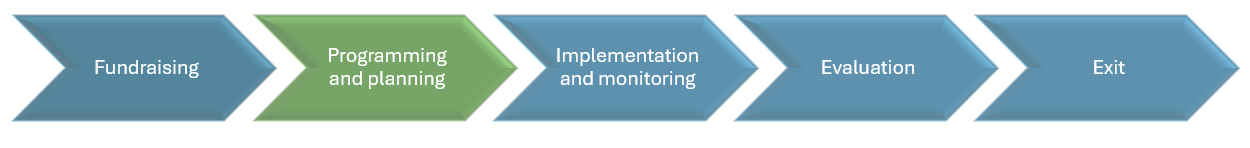 Fundraising
Programming
and planning
Implementation
and monitoring
Evaluation
Exit